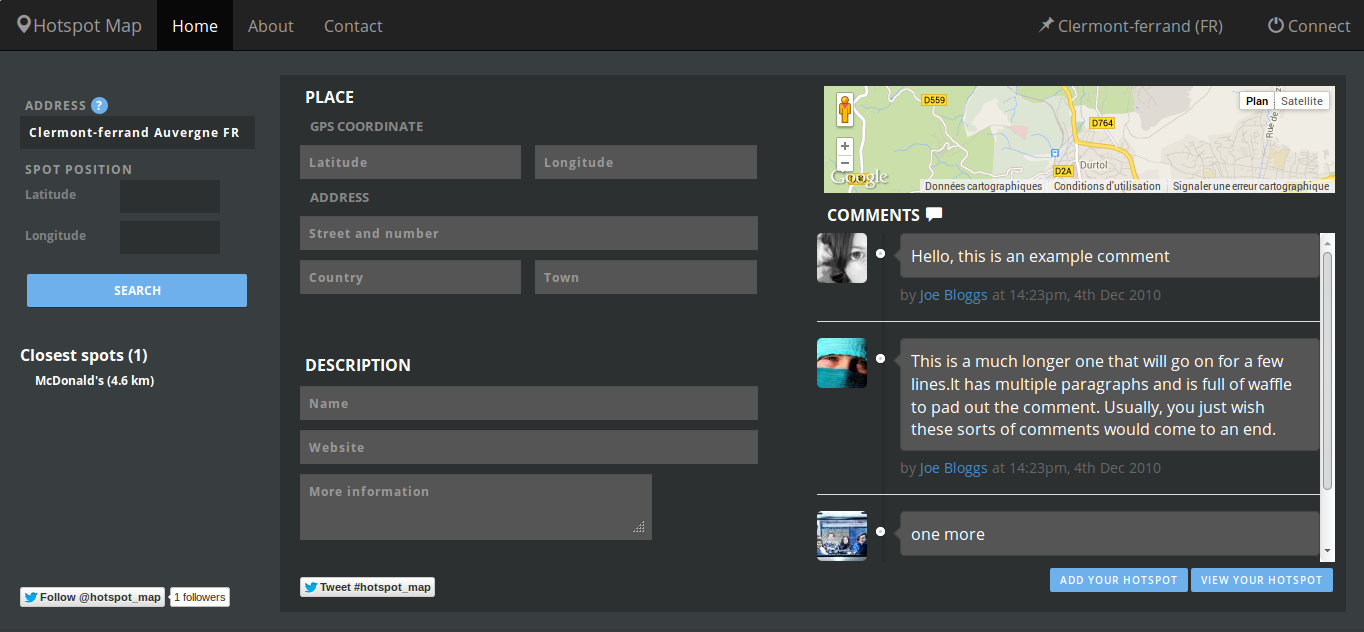 Hotspot Map Home About Contact Clermont-ferrand (FR) Connect
ADDRESS ?
Clermont-ferrand Auvergne FR
SPOT POSITION
Latitude
Longitude
SEARCH
Closest spots (1)
McDonald's (4.6 km)
Follow @hotspot_map 1 followers
PLACE
GPS COORDINATE
Latitude Longitude
ADDRESS
Street and number
Country Town
DESCRIPTION
Name
Website
More information
Tweet #hotspot_map
Plan Satellite
D559
D764
Rue de
Durtol
D2A
Google
Données cartographiques Conditions d'utilisation Signaler une erreur cartographique
COMMENTS
Hello, this is an example comment
by Joe Bloggs at 14:23pm, 4th Dec 2010
This is a much longer one that will go on for a few
lines.It has multiple paragraphs and is full of waffle
to pad out the comment. Usually, you just wish
these sorts of comments would come to an end.
by Joe Bloggs at 14:23pm, 4th Dec 2010
one more
ADD YOUR HOTSPOT VIEW YOUR HOTSPOT